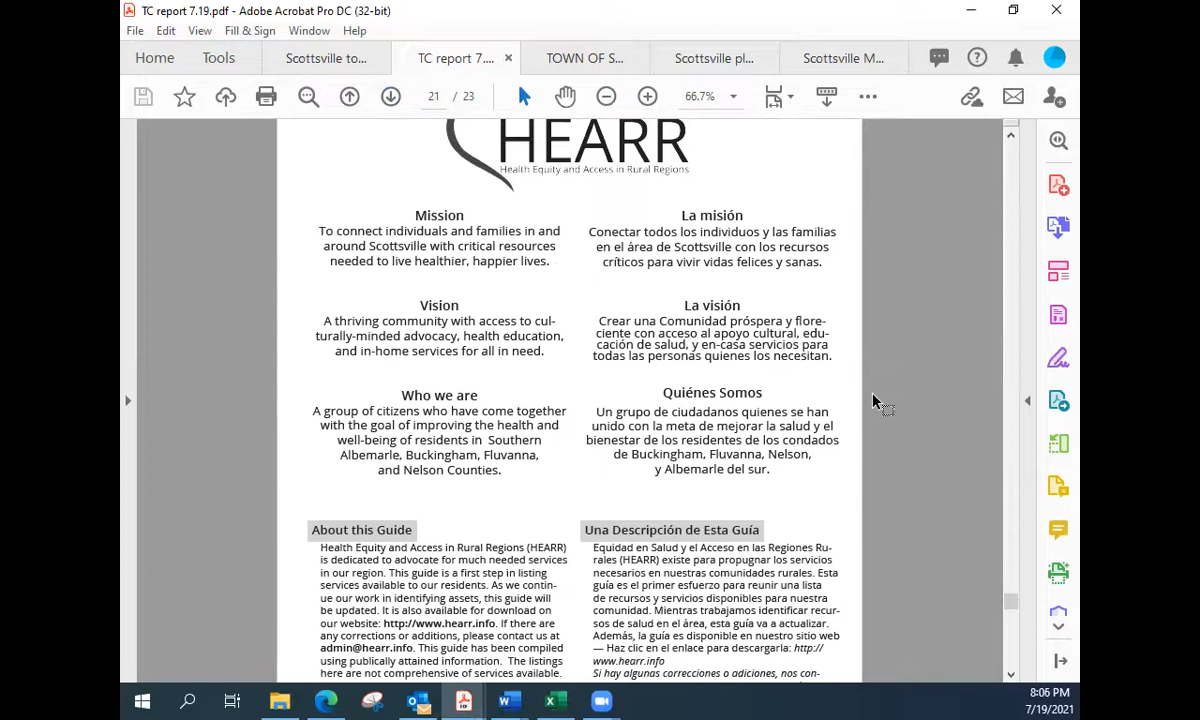 TC report 7.19.pdf - Adobe Acrobat Pro DC (32-bit)
File Edit View Fill & Sign Window Help
Home Tools Scottsville to... TC report 7.... × TOWN OF S... Scottsville pl... Scottsville M...
21 / 23 66.7%
HEARR
Health Equity and Access in Rural Regions
Mission
To connect individuals and families in and
around Scottsville with critical resources
needed to live healthier, happier lives.
La misión
Conectar todos los individuos y las familias
en el área de Scottsville con los recursos
críticos para vivir vidas felices y sanas.
Vision
A thriving community with access to cul-
turally-minded advocacy, health education,
and in-home services for all in need.
La visión
Crear una Comunidad próspera y flore-
ciente con acceso al apoyo cultural, edu-
cación de salud, y en-casa servicios para
todas las personas quienes los necesitan.
Who we are
A group of citizens who have come together
with the goal of improving the health and
well-being of residents in Southern
Albemarle, Buckingham, Fluvanna,
and Nelson Counties.
Quiénes Somos
Un grupo de ciudadanos quienes se han
unido con la meta de mejorar la salud y el
bienestar de los residentes de los condados
de Buckingham, Fluvanna, Nelson,
y Albemarle del sur.
About this Guide
Health Equity and Access in Rural Regions (HEARR)
is dedicated to advocate for much needed services
in our region. This guide is a first step in listing
services available to our residents. As we contin-
ue our work in identifying assets, this guide will
be updated. It is also available for download on
our website: http://www.hearr.info. If there are
any corrections or additions, please contact us at
admin@hearr.info. This guide has been compiled
using publically attained information. The listings
here are not comprehensive of services available.
Una Descripción de Esta Guía
Equidad en Salud y el Acceso en las Regiones Ru-
rales (HEARR) existe para propugnar los servicios
necesarios en nuestras comunidades rurales. Esta
guía es el primer esfuerzo para reunir una lista
de recursos y servicios disponibles para nuestra
comunidad. Mientras trabajamos identificar recur-
sos de salud en el área, esta guía va a actualizar.
Además, la guía es disponible en nuestro sitio web
— Haz clic en el enlace para descargarla: http://
www.hearr.info
Si hay algunas correcciones o adiciones, nos con-
8:06 PM
7/19/2021